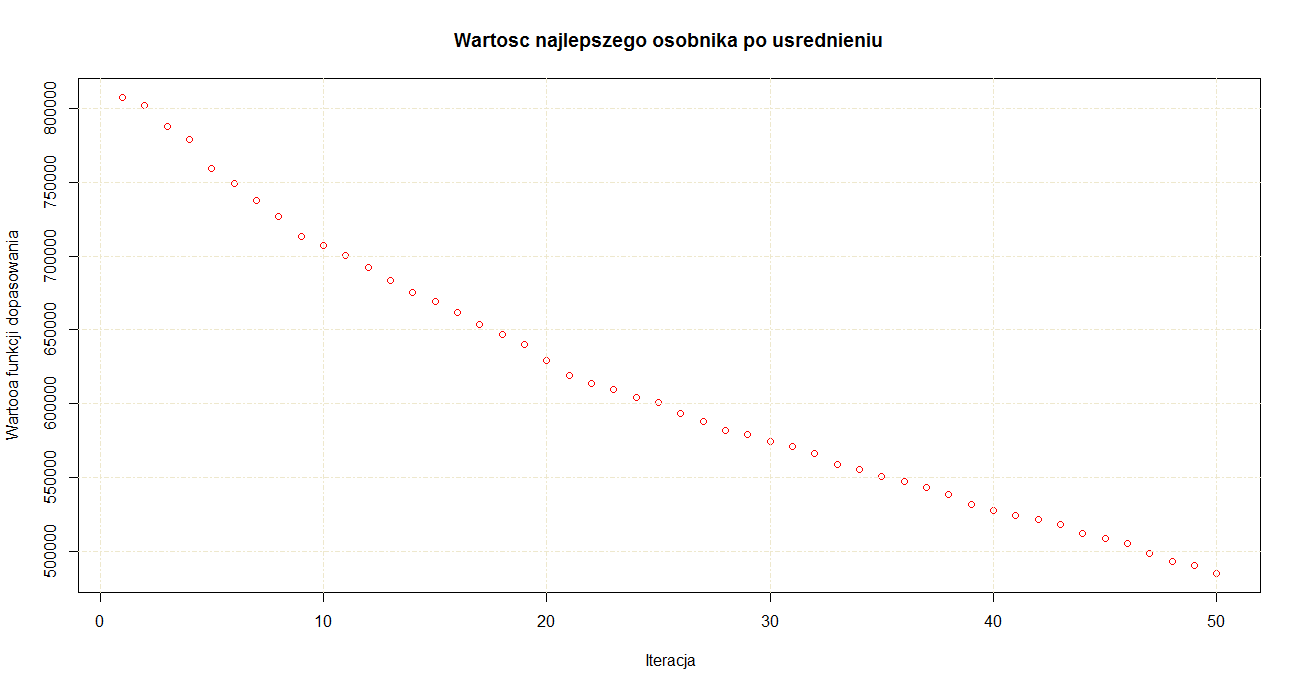 Wartosc najlepszego osobnika po usrednieniu
Wartooa funkcji dopasowania
800000
750000
700000
650000
600000
550000
500000
0 10 20 30 40 50
Iteracja